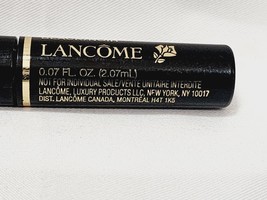 LANCÔME
0.07 FL. OZ. (2.07mL)
NOT FOR INDIVIDUAL SALE/VENTE UNITAIRE INTERDITE
LANCÔME, LUXURY PRODUCTS LLC, NEW YORK, NY 10017
DIST. LANCÔME CANADA, MONTRÉAL H4T 1K5